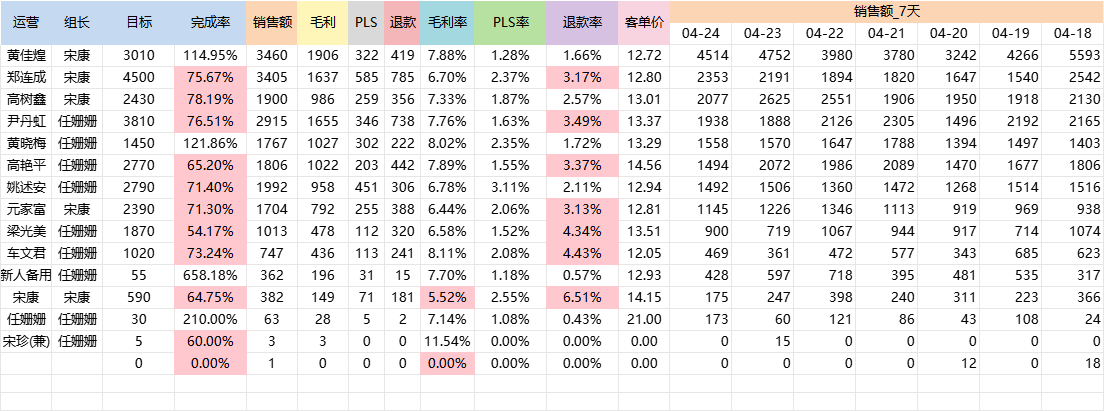 销售额_7天
运营 组长 目标 完成率 销售额 毛利 PLS 退款 毛利率 PLS率 退款率 客单价 04-24 04-23 04-22 04-21 04-20 04-19 04-18
黄佳煌 宋康 3010 114.95% 3460 1906 322 419 7.88% 1.28% 1.66% 12.72 4514 4752 3980 3780 3242 4266 5593
郑连成 宋康 4500 75.67% 3405 1637 585 785 6.70% 2.37% 3.17% 12.80 2353 2191 1894 1820 1647 1540 2542
高树鑫 宋康 2430 78.19% 1900 986 259 356 7.33% 1.87% 2.57% 13.01 2077 2625 2551 1906 1950 1918 2130
尹丹虹 任姗姗 3810 76.51% 2915 1655 346 738 7.76% 1.63% 3.49% 13.37 1938 1888 2126 2305 1496 2192 2165
黄晓梅 任姗姗 1450 121.86% 1767 1027 302 222 8.02% 2.35% 1.72% 13.29 1558 1570 1647 1788 1394 1497 1403
高艳平 任姗姗 2770 65.20% 1806 1022 203 442 7.89% 1.55% 3.37% 14.56 1494 2072 1986 2089 1470 1677 1806
姚述安 任姗姗 2790 71.40% 1992 958 451 306 6.78% 3.11% 2.11% 12.94 1492 1506 1360 1472 1268 1514 1516
元家富 宋康 2390 71.30% 1704 792 255 388 6.44% 2.06% 3.13% 12.81 1145 1226 1346 1113 919 969 938
梁光美 任姗姗 1870 54.17% 1013 478 112 320 6.58% 1.52% 4.34% 13.51 900 719 1067 944 917 714 1074
车文君 任姗姗 1020 73.24% 747 436 113 241 8.11% 2.08% 4.43% 12.05 469 361 472 577 343 685 623
新人备用 任姗姗 55 658.18% 362 196 31 15 7.70% 1.18% 0.57% 12.93 428 597 718 395 481 535 317
宋康 宋康 590 64.75% 382 149 71 181 5.52% 2.55% 6.51% 14.15 175 247 398 240 311 223 366
任姗姗 任姗姗 30 210.00% 63 28 5 2 7.14% 1.08% 0.43% 21.00 173 60 121 86 43 108 24
宋珍(兼) 任姗姗 5 60.00% 3 3 0 0 11.54% 0.00% 0.00% 0.00 0 15 0 0 0 0 0
0 0.00% 1 0 0 0 0.00% 0.00% 0.00% 0.00 0 0 0 0 12 0 18